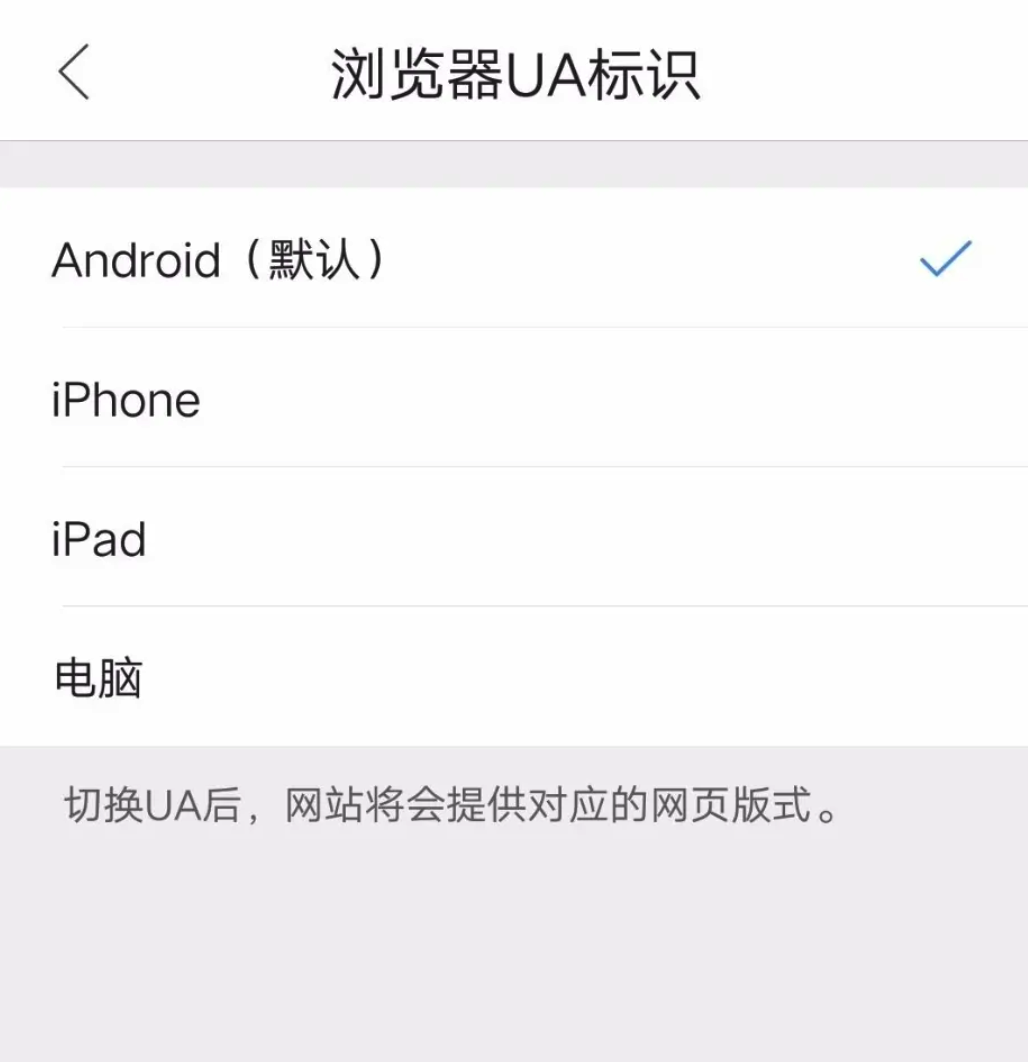 浏览器UA标识
Android（默认）
iPhone
iPad
电脑
切换UA后，网站将会提供对应的网页版式。